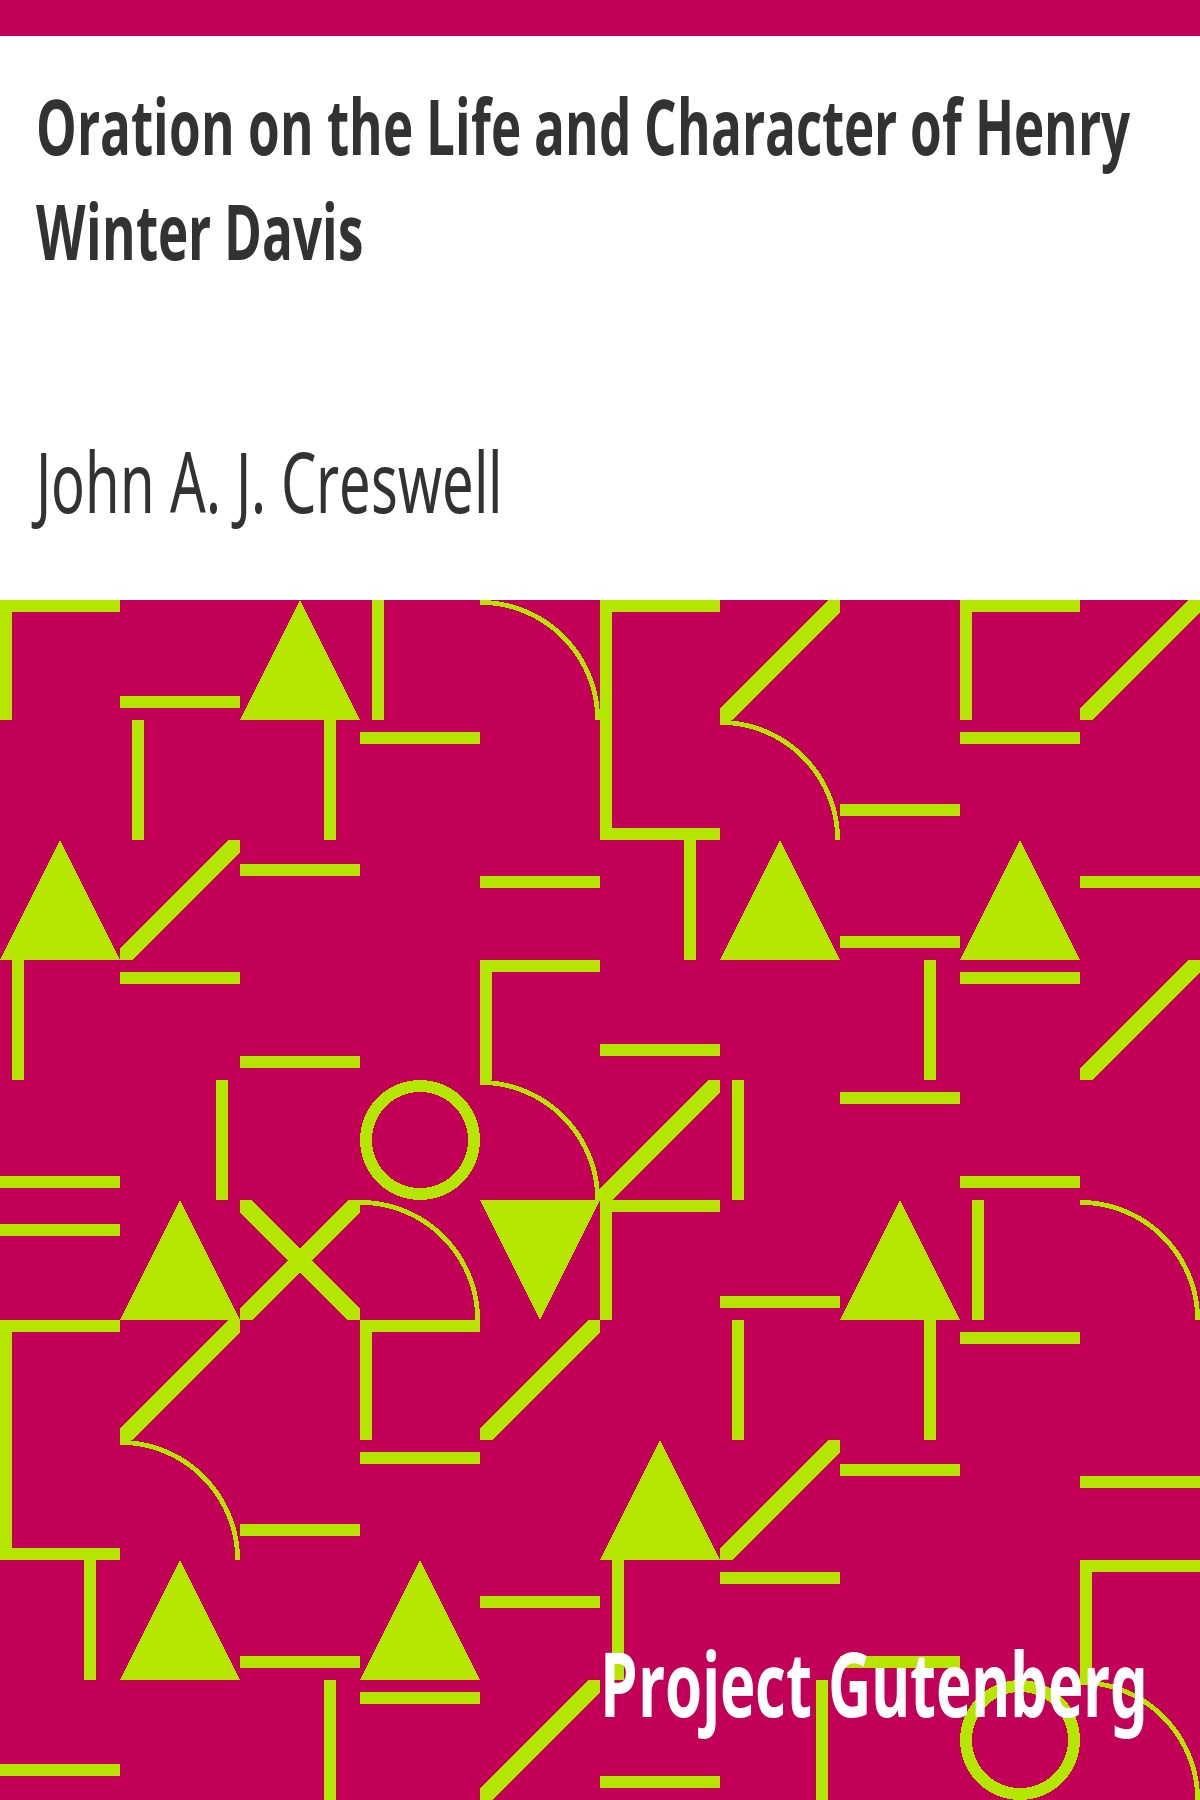 Oration on the Life and Character of Henry
Winter Davis
John A. J. Creswell
Project Gutenberg